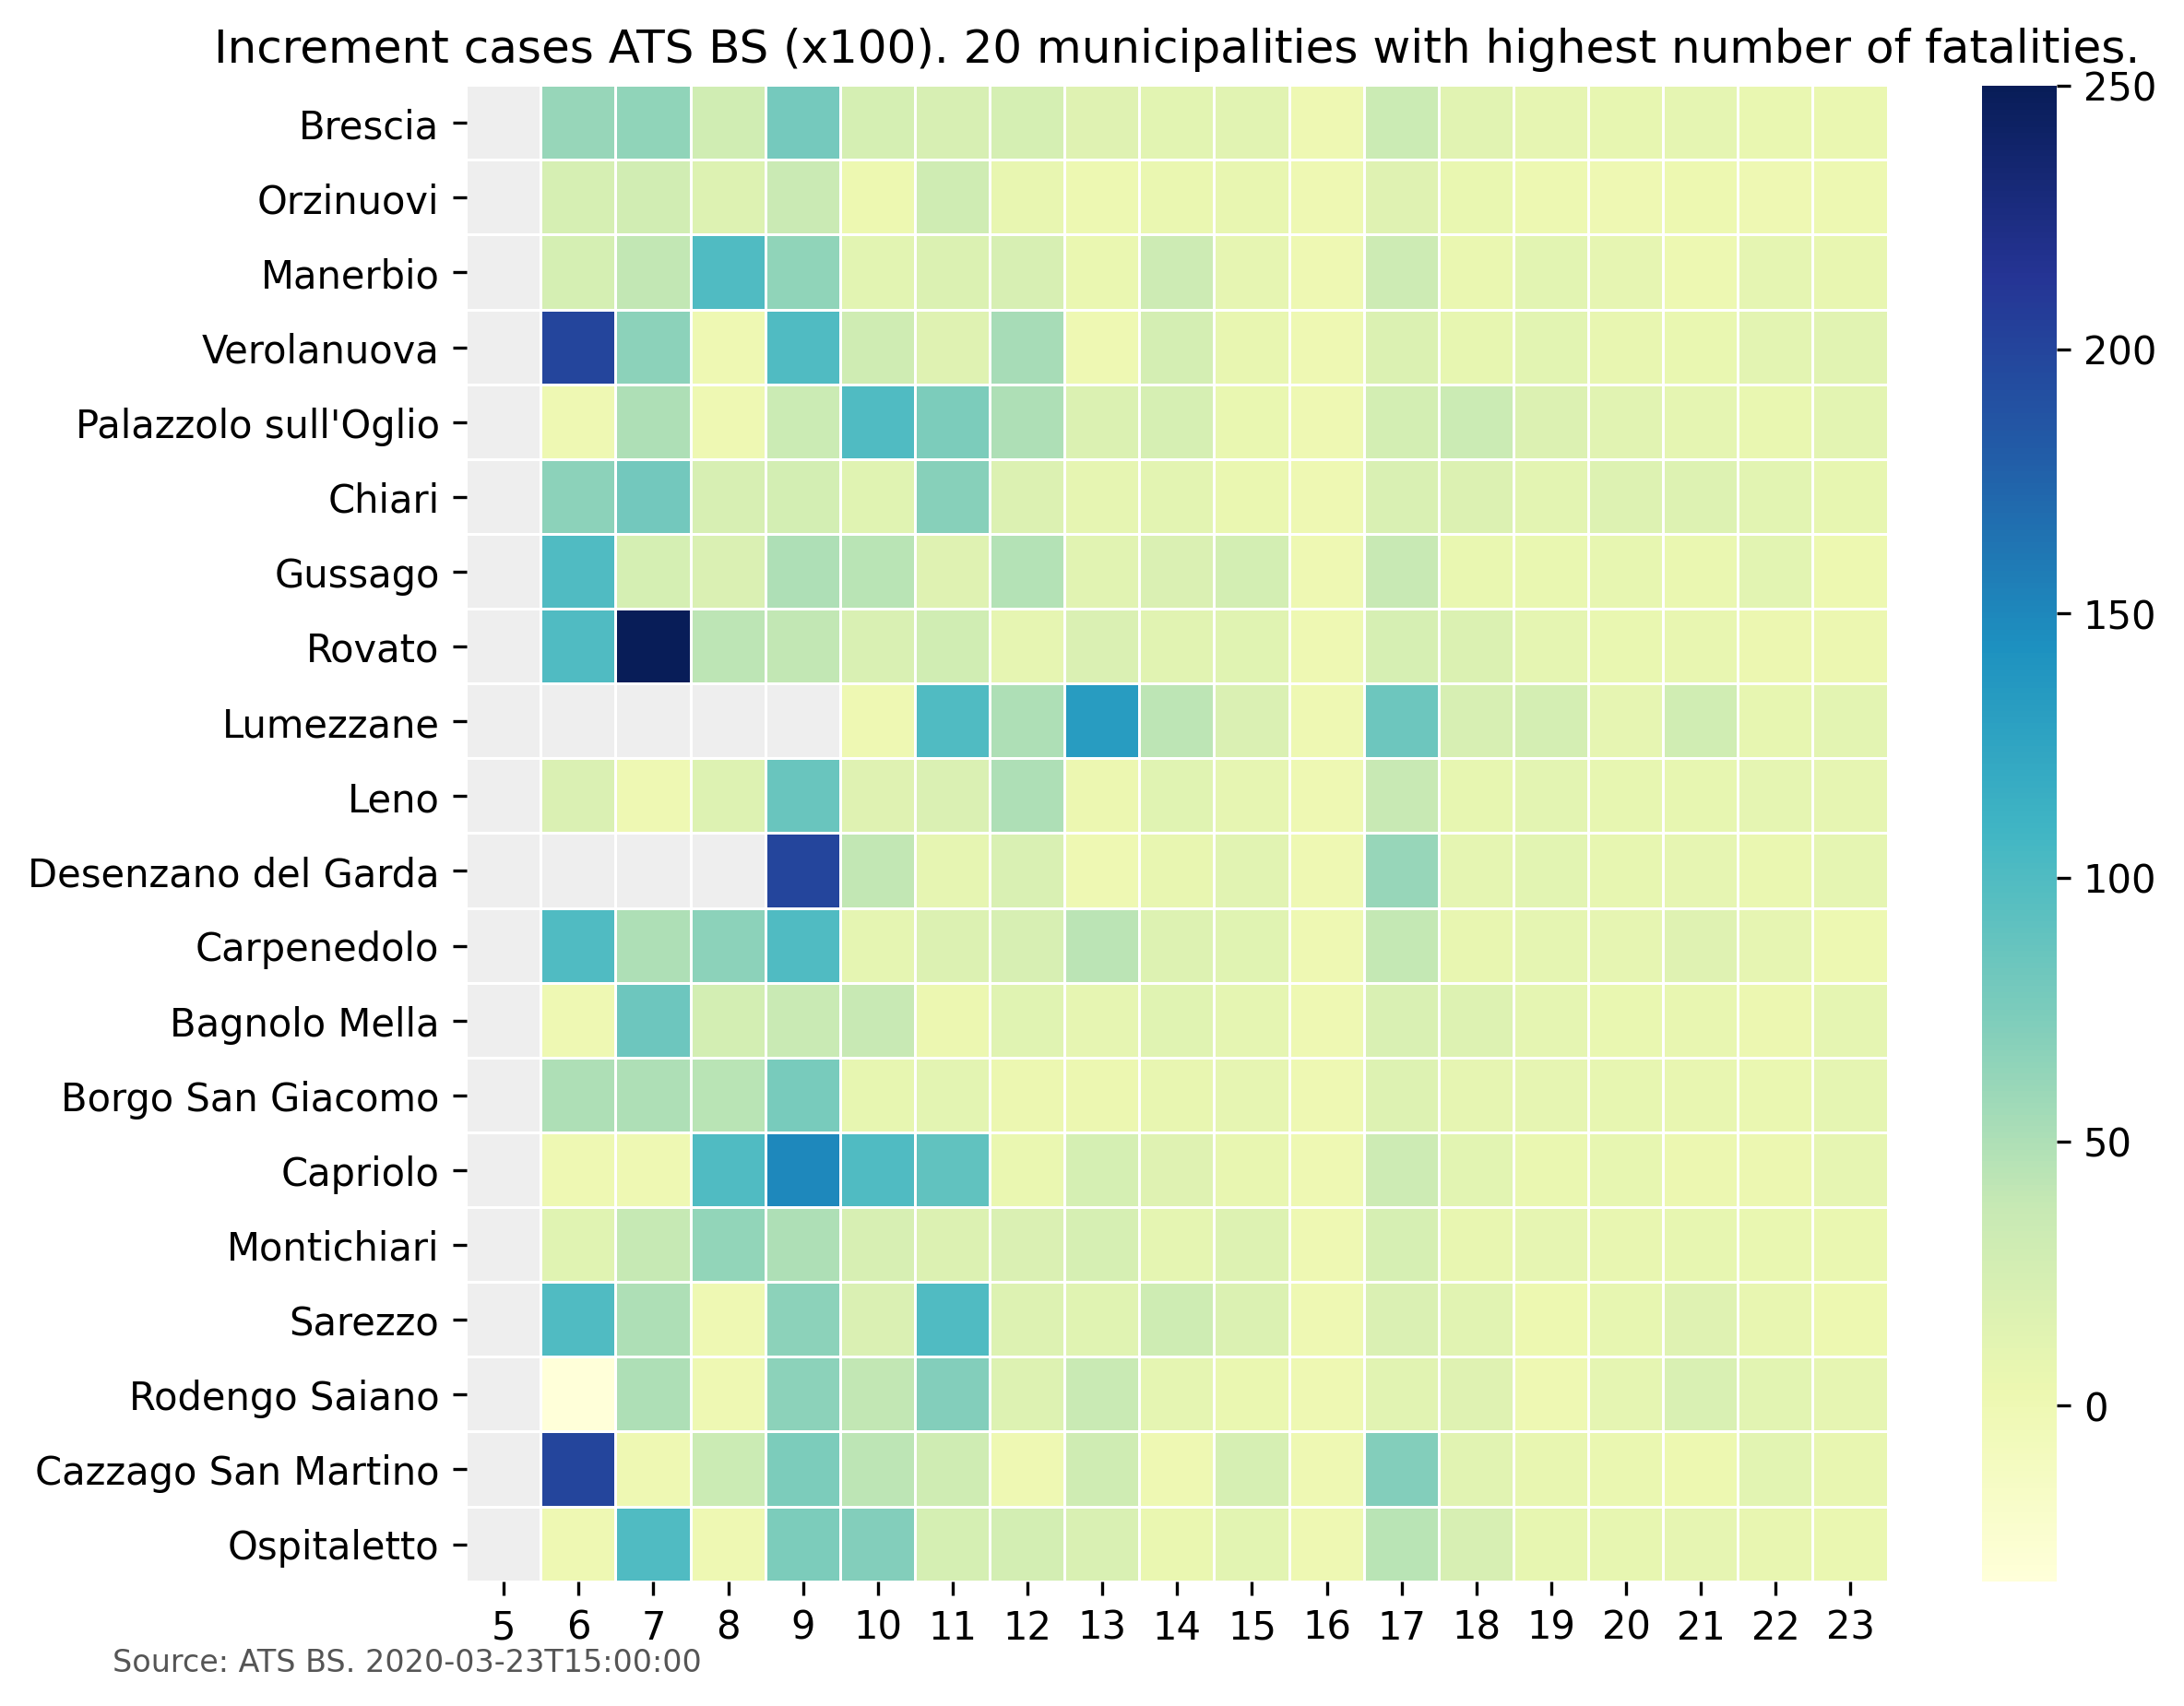 Increment cases ATS BS (x100). 20 municipalities with highest number of fatalities.
Brescia
Orzinuovi
Manerbio
Verolanuova
Palazzolo sull'Oglio
Chiari
Gussago
Rovato
Lumezzane
Leno
Desenzano del Garda
Carpenedolo
Bagnolo Mella
Borgo San Giacomo
Capriolo
Montichiari
Sarezzo
Rodengo Saiano
Cazzago San Martino
Ospitaletto
5 6 7 8 9 10 11 12 13 14 15 16 17 18 19 20 21 22 23
250
200
150
100
50
0
Source: ATS BS. 2020-03-23T15:00:00